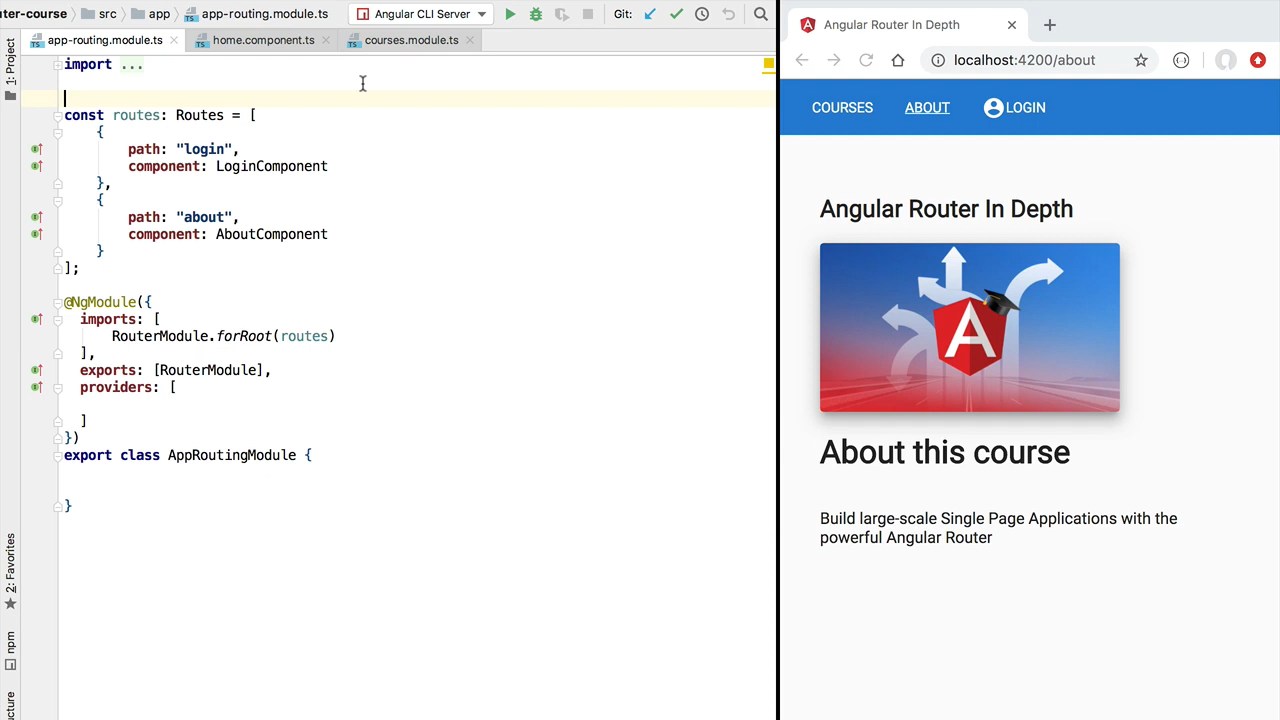 ter-course src app app-routing.module.ts Angular CLI Server Git:
app-routing.module.ts home.component.ts courses.module.ts
1: Project
import ...
const routes: Routes = [
{
path: "login",
component: LoginComponent
},
{
path: "about",
component: AboutComponent
}
];
@NgModule({
imports: [
RouterModule.forRoot(routes)
],
exports: [RouterModule],
providers: [
]
})
export class AppRoutingModule {
}
2: Favorites
npm
ucture
Angular Router In Depth
localhost:4200/about
COURSES ABOUT LOGIN
Angular Router In Depth
A
About this course
Build large-scale Single Page Applications with the
powerful Angular Router